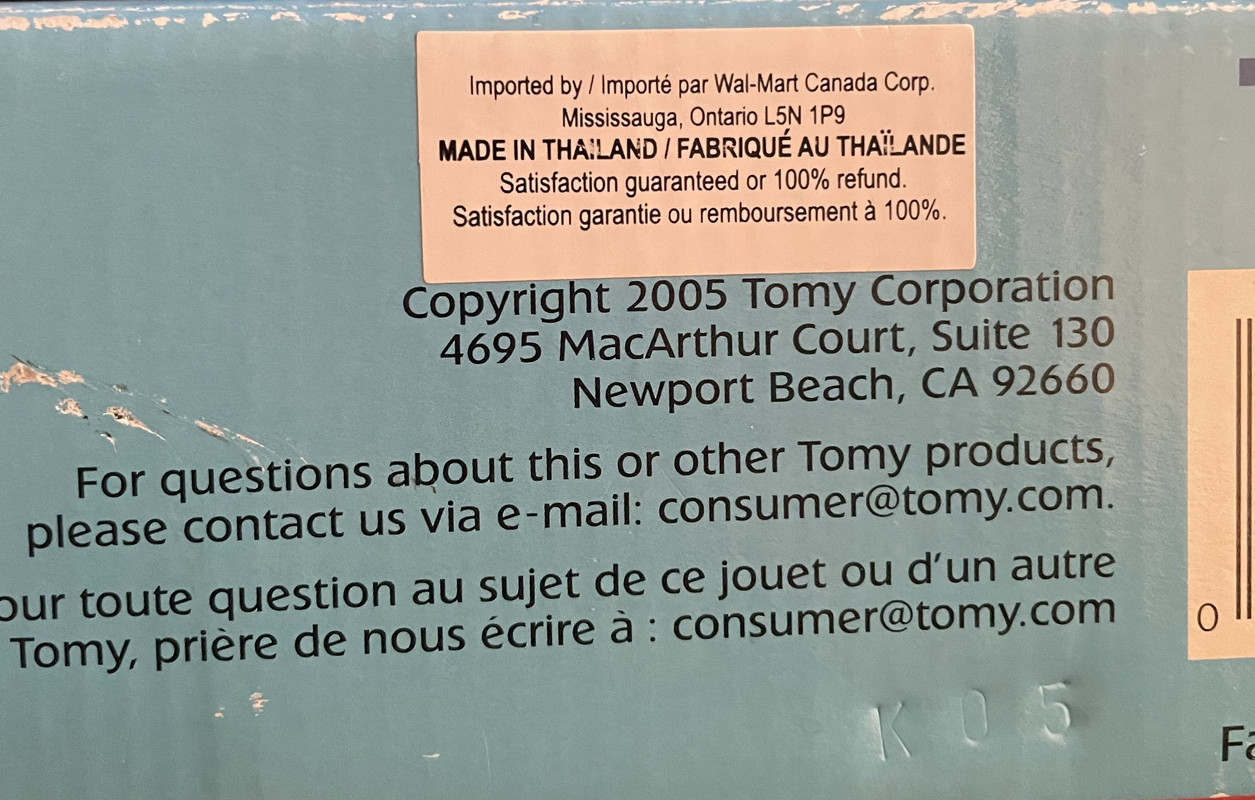 Imported by / Importé par Wal-Mart Canada Corp.
Mississauga, Ontario L5N 1P9
MADE IN THAILAND / FABRIQUÉ AU THAÏLANDE
Satisfaction guaranteed or 100% refund.
Satisfaction garantie ou remboursement à 100%.
Copyright 2005 Tomy Corporation
4695 MacArthur Court, Suite 130
Newport Beach, CA 92660
For questions about this or other Tomy products,
please contact us via e-mail: consumer@tomy.com.
our toute question au sujet de ce jouet ou d'un autre
Tomy, prière de nous écrire à : consumer@tomy.com
0
K 0 5
Fa